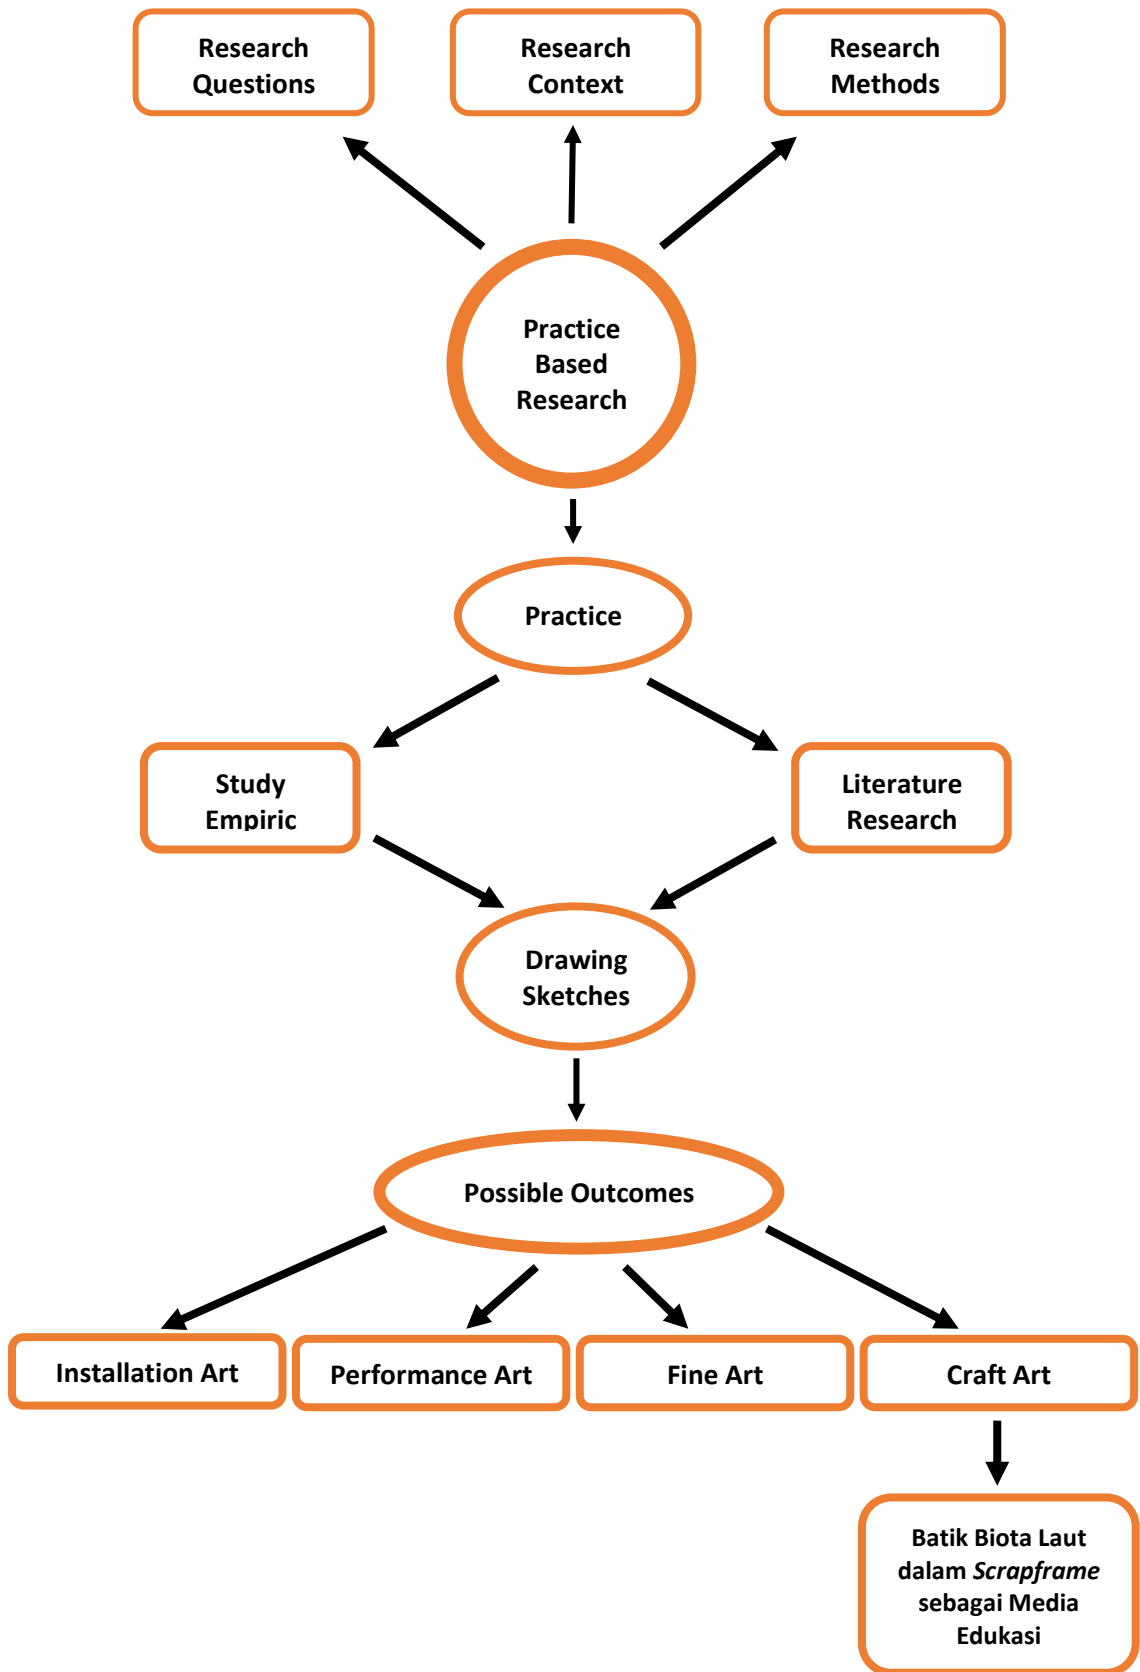 Research
Questions
Research
Context
Research
Methods
Practice
Based
Research
Practice
Study
Empiric
Literature
Research
Drawing
Sketches
Possible Outcomes
Installation Art
Performance Art
Fine Art
Craft Art
Batik Biota Laut
dalam Scrapframe
sebagai Media
Edukasi